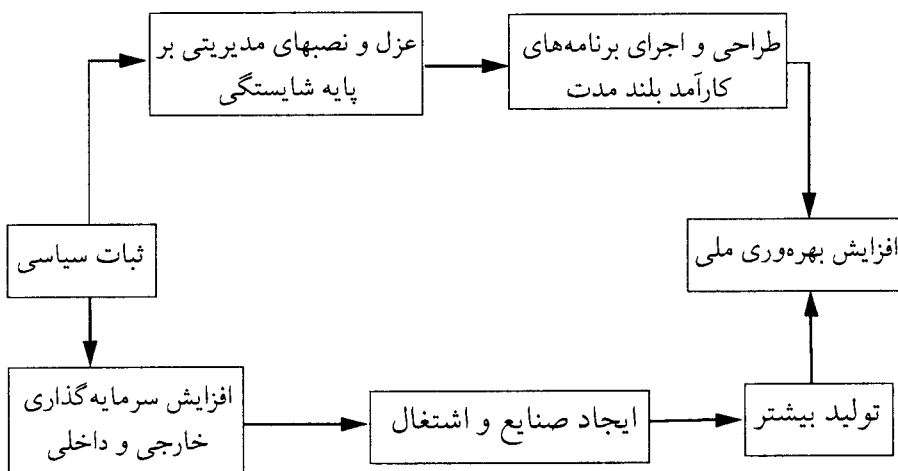 طراحی و اجرای برنامه‌های
کارآمد بلند مدت
عزل و نصبهای مدیریتی بر
پایه شایستگی
افزایش بهره‌وری ملی
ثبات سیاسی
تولید بیشتر
ایجاد صنایع و اشتغال
افزایش سرمایه‌گذاری
خارجی و داخلی